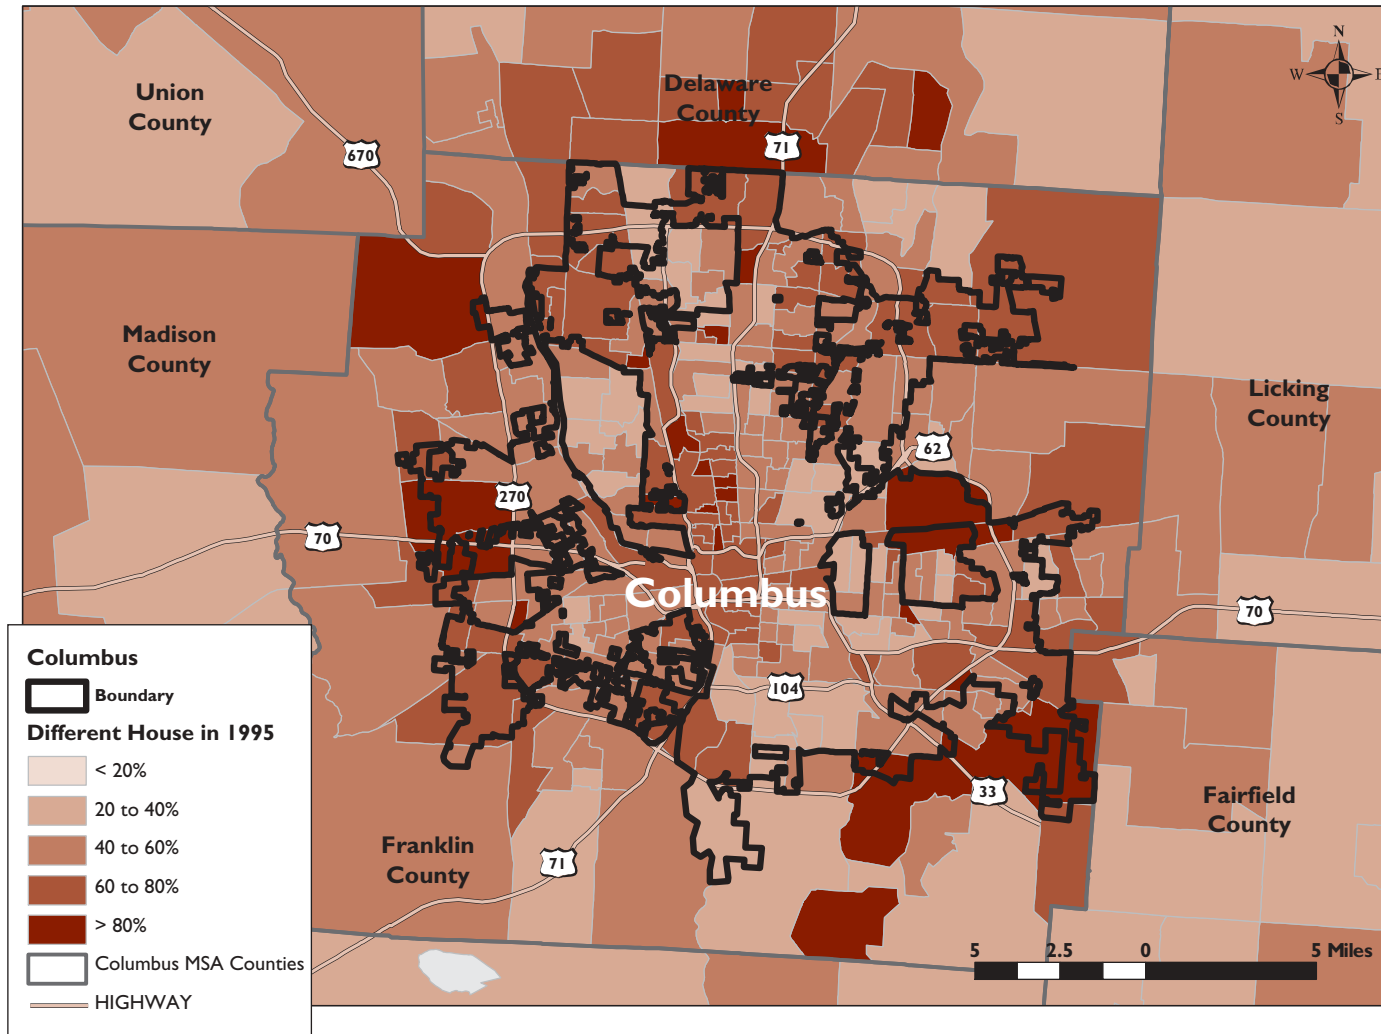 N
W
E
S
Union
County
Delaware
County
670
71
Madison
County
Licking
County
62
270
70
Columbus
70
104
33
Fairfield
County
Franklin
County
71
Columbus
Boundary
Different House in 1995
< 20%
20 to 40%
40 to 60%
60 to 80%
> 80%
Columbus MSA Counties
HIGHWAY
5 2.5 0 5 Miles